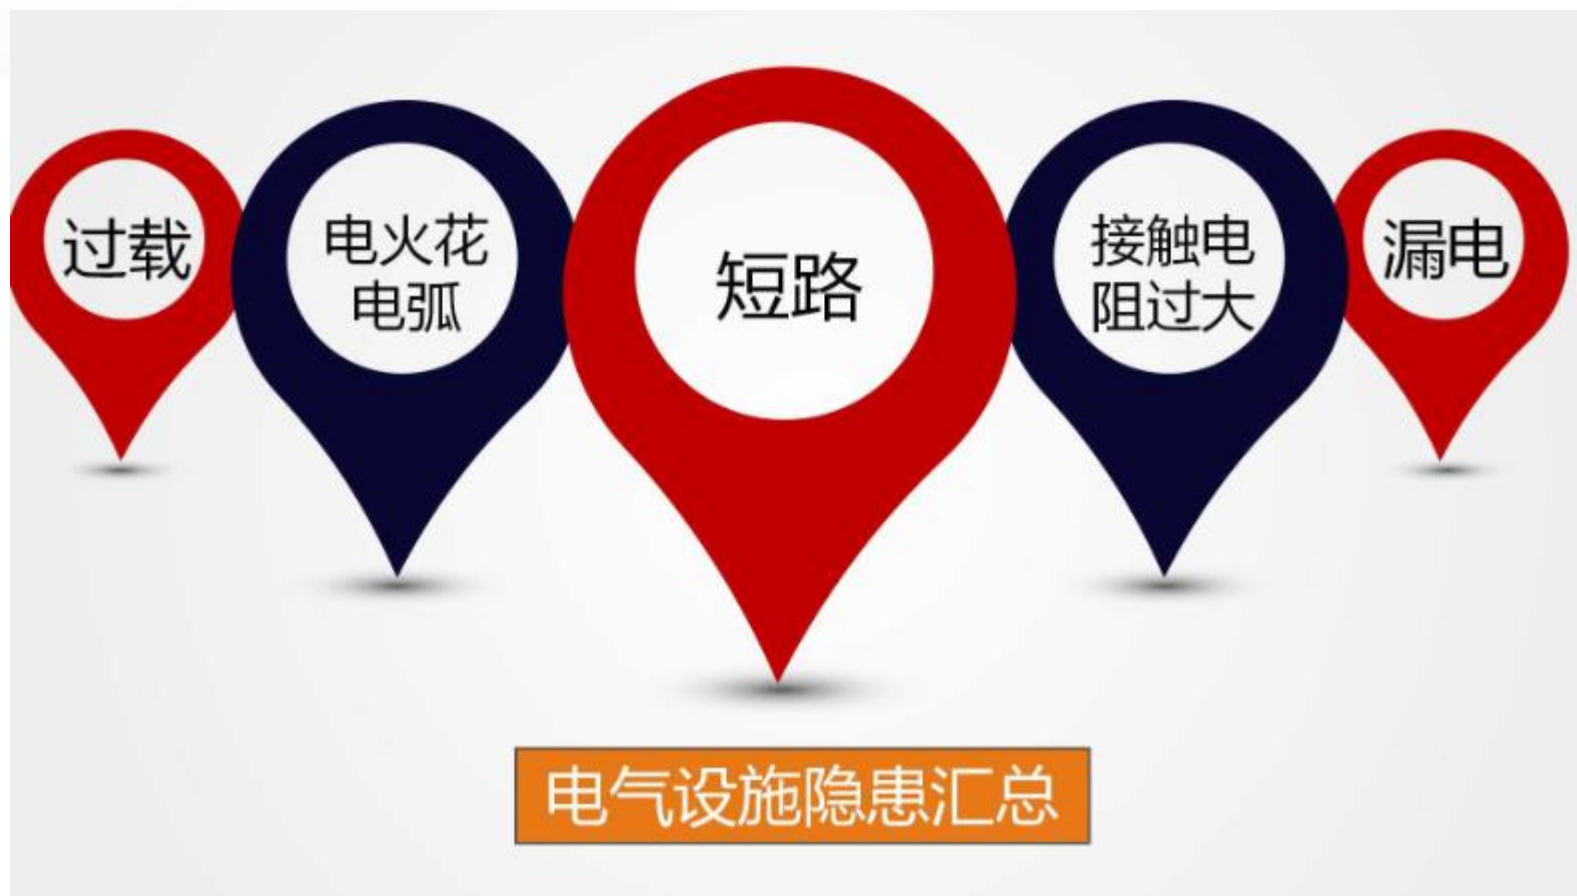 过载
电火花
电弧
短路
接触电
阻过大
漏电
电气设施隐患汇总